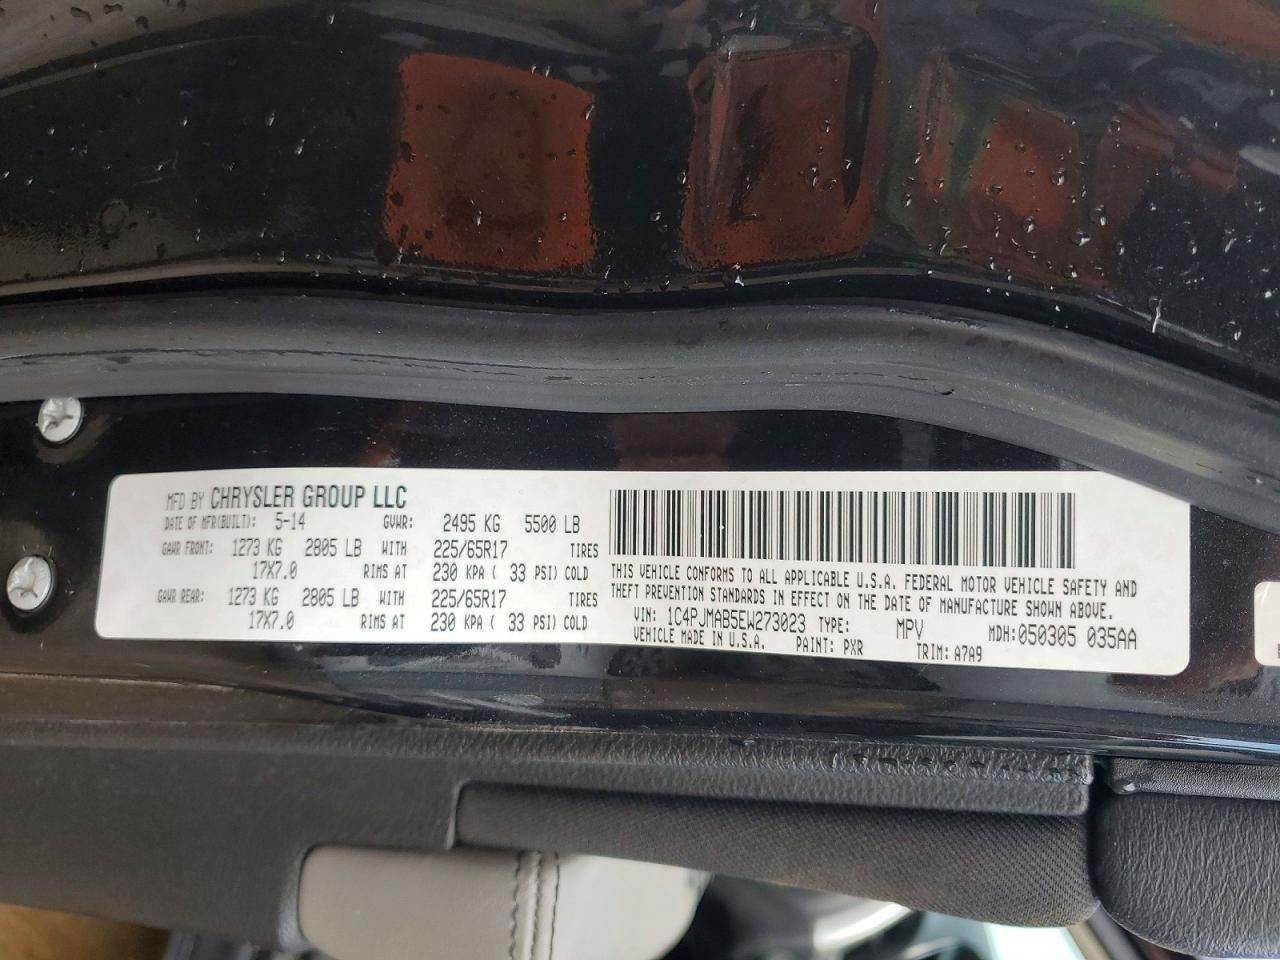 MFD BY CHRYSLER GROUP LLC
DATE OF MFR(BUILT): 5-14 GVWR: 2495 KG 5500 LB
GAWR FRONT: 1273 KG 2805 LB WITH 225/65R17 TIRES
17X7.0 RIMS AT 230 KPA ( 33 PSI) COLD
GAWR REAR: 1273 KG 2805 LB WITH 225/65R17 TIRES
17X7.0 RIMS AT 230 KPA ( 33 PSI) COLD
THIS VEHICLE CONFORMS TO ALL APPLICABLE U.S.A. FEDERAL MOTOR VEHICLE SAFETY AND
THEFT PREVENTION STANDARDS IN EFFECT ON THE DATE OF MANUFACTURE SHOWN ABOVE.
VIN: 1C4PJMAB5EW273023 TYPE: MPV MDH: 050305 035AA
VEHICLE MADE IN U.S.A. PAINT: PXR TRIM: A7A9